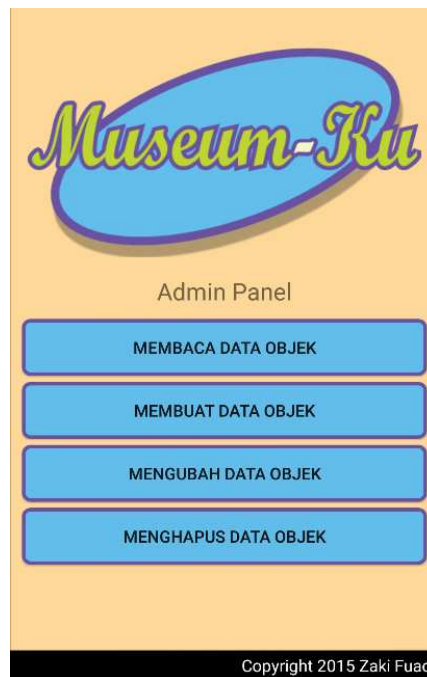 Museum-Ku
Admin Panel
MEMBACA DATA OBJEK
MEMBUAT DATA OBJEK
MENGUBAH DATA OBJEK
MENGHAPUS DATA OBJEK
Copyright 2015 Zaki Fuad